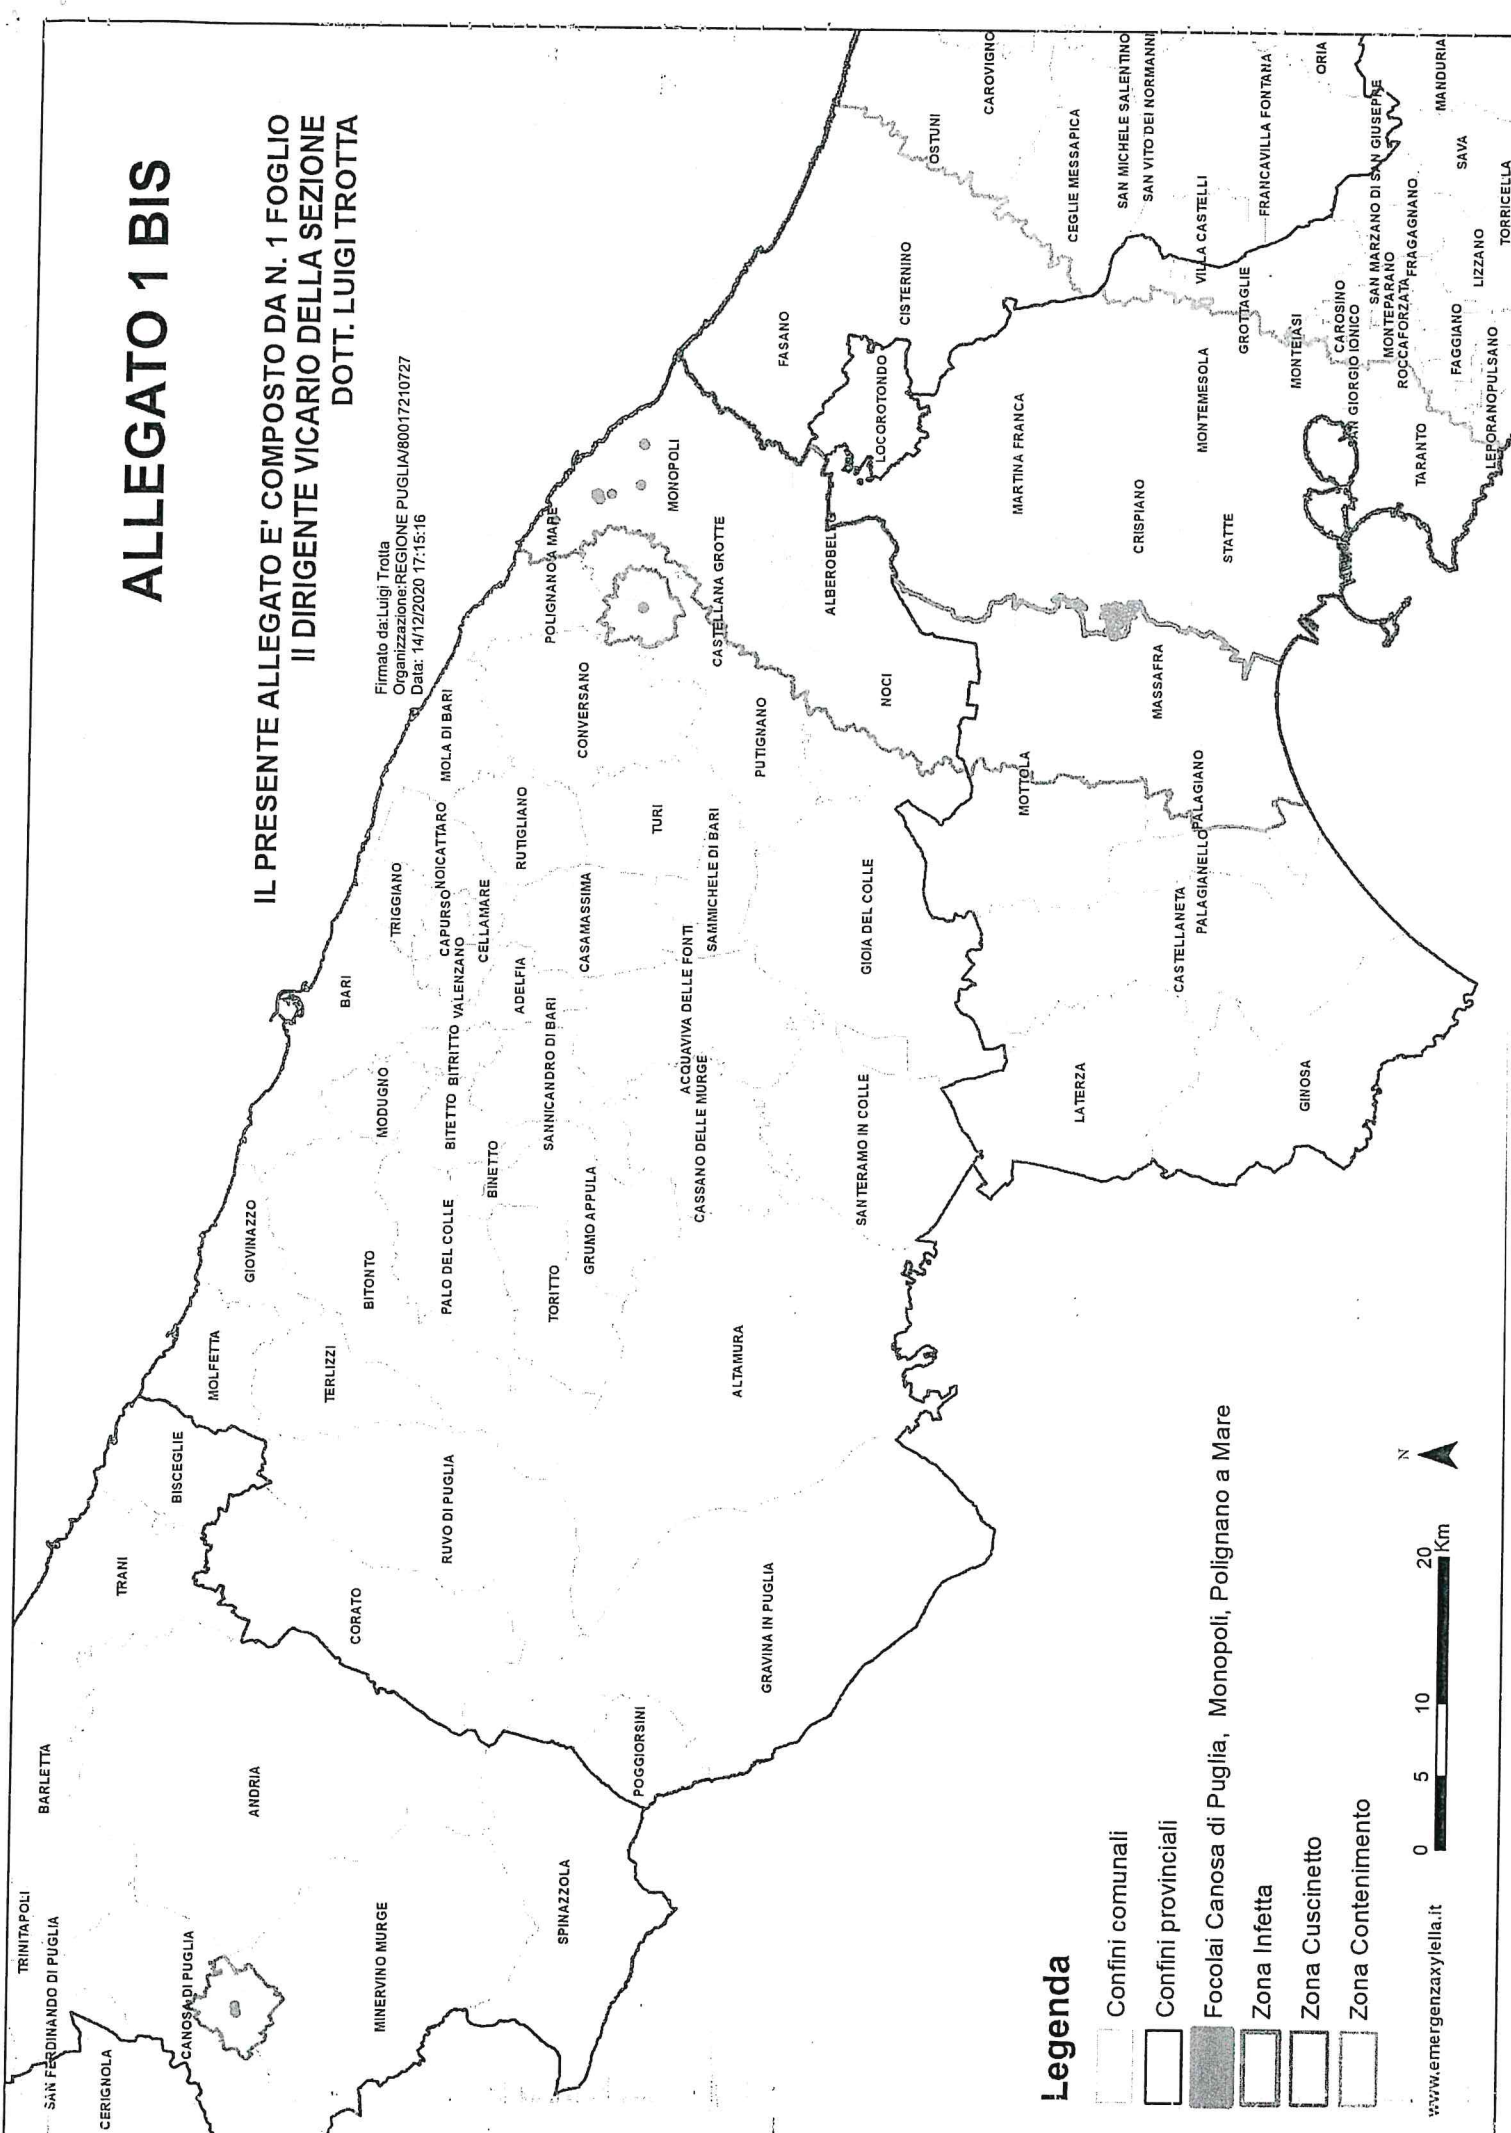 ALLEGATO 1 BIS
IL PRESENTE ALLEGATO E' COMPOSTO DA N. 1 FOGLIO
Il DIRIGENTE VICARIO DELLA SEZIONE
DOTT. LUIGI TROTTA
Firmato da:Luigi Trotta
Organizzazione:REGIONE PUGLIA/80017210727
Data: 14/12/2020 17:15:16
TRINITAPOLI
SAN FERDINANDO DI PUGLIA
BARLETTA
CERIGNOLA
CANOSA DI PUGLIA
TRANI
BISCEGLIE
ANDRIA
MOLFETTA
GIOVINAZZO
TERLIZZI
CORATO
BITONTO
MODUGNO
BARI
TRIGGIANO
MINERVINO MURGE
RUVO DI PUGLIA
PALO DEL COLLE
BITETTO
BITRITTO
VALENZANO
CAPURSO
NOICATTARO
MOLA DI BARI
CELLAMARE
BINETTO
ADELFIA
RUTIGLIANO
SPINAZZOLA
TORITTO
SANNICANDRO DI BARI
POLIGNANO A MARE
GRUMO APPULA
CASAMASSIMA
CONVERSANO
POGGIORSINI
TURI
MONOPOLI
ACQUAVIVA DELLE FONTI
CASSANO DELLE MURGE
SAMMICHELE DI BARI
CASTELLANA GROTTE
ALTAMURA
GRAVINA IN PUGLIA
PUTIGNANO
FASANO
ALBEROBELLO
SANTERAMO IN COLLE
GIOIA DEL COLLE
NOCI
LOCOROTONDO
CISTERNINO
OSTUNI
CAROVIGNO
MOTTOLA
MARTINA FRANCA
CEGLIE MESSAPICA
LATERZA
SAN MICHELE SALENTINO
SAN VITO DEI NORMANNI
CRISPIANO
MASSAFRA
CASTELLANETA
PALAGIANELLO
PALAGIANO
MONTEMESOLA
VILLA CASTELLI
STATTE
GROTTAGLIE
FRANCAVILLA FONTANA
GINOSA
MONTEIASI
ORIA
CAROSINO
SAN GIORGIO IONICO
SAN MARZANO DI SAN GIUSEPPE
MONTEPARANO
ROCCAFORZATA
FRAGAGNANO
TARANTO
MANDURIA
FAGGIANO
SAVA
LIZZANO
LEPORANO
PULSANO
TORRICELLA
Legenda
Confini comunali
Confini provinciali
Focolai Canosa di Puglia, Monopoli, Polignano a Mare
Zona Infetta
Zona Cuscinetto
Zona Contenimento
www.emergenzaxylella.it
0 5 10 20
Km
N